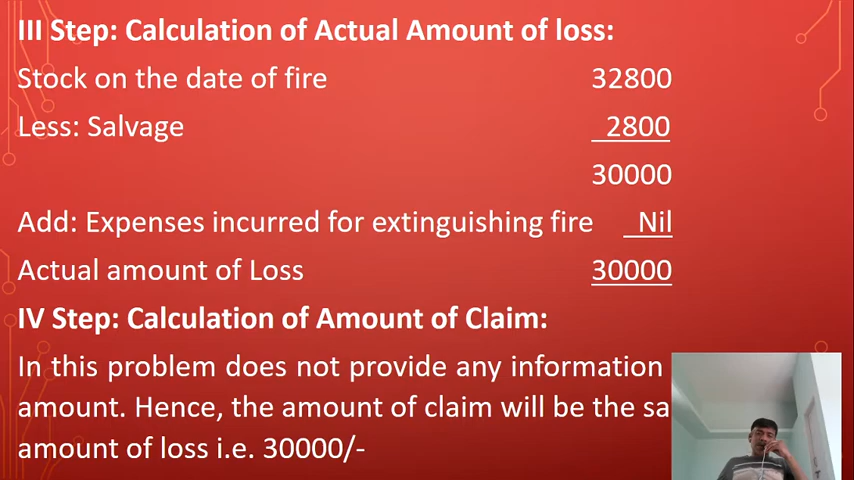 III Step: Calculation of Actual Amount of loss:
Stock on the date of fire 32800
Less: Salvage 2800
30000
Add: Expenses incurred for extinguishing fire Nil
Actual amount of Loss 30000
IV Step: Calculation of Amount of Claim:
In this problem does not provide any information
amount. Hence, the amount of claim will be the
amount of loss i.e. 30000/-